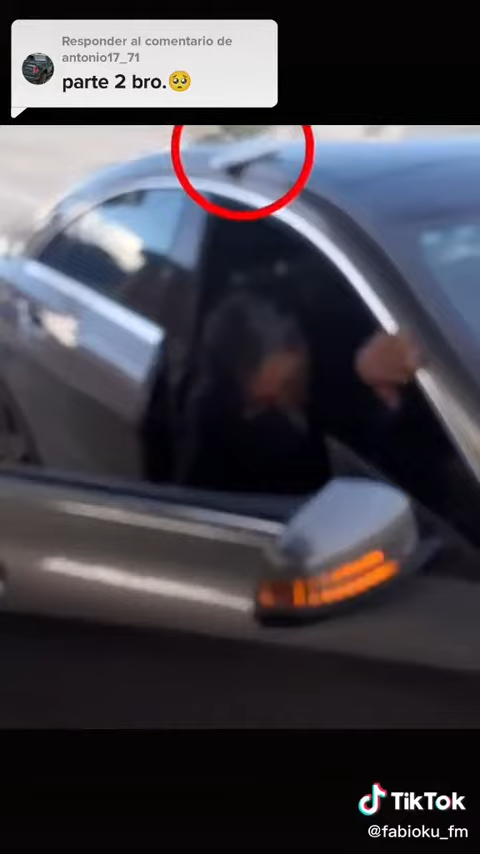 Responder al comentario de
antonio17_71
parte 2 bro.🥺
TikTok
@fabioku_fm